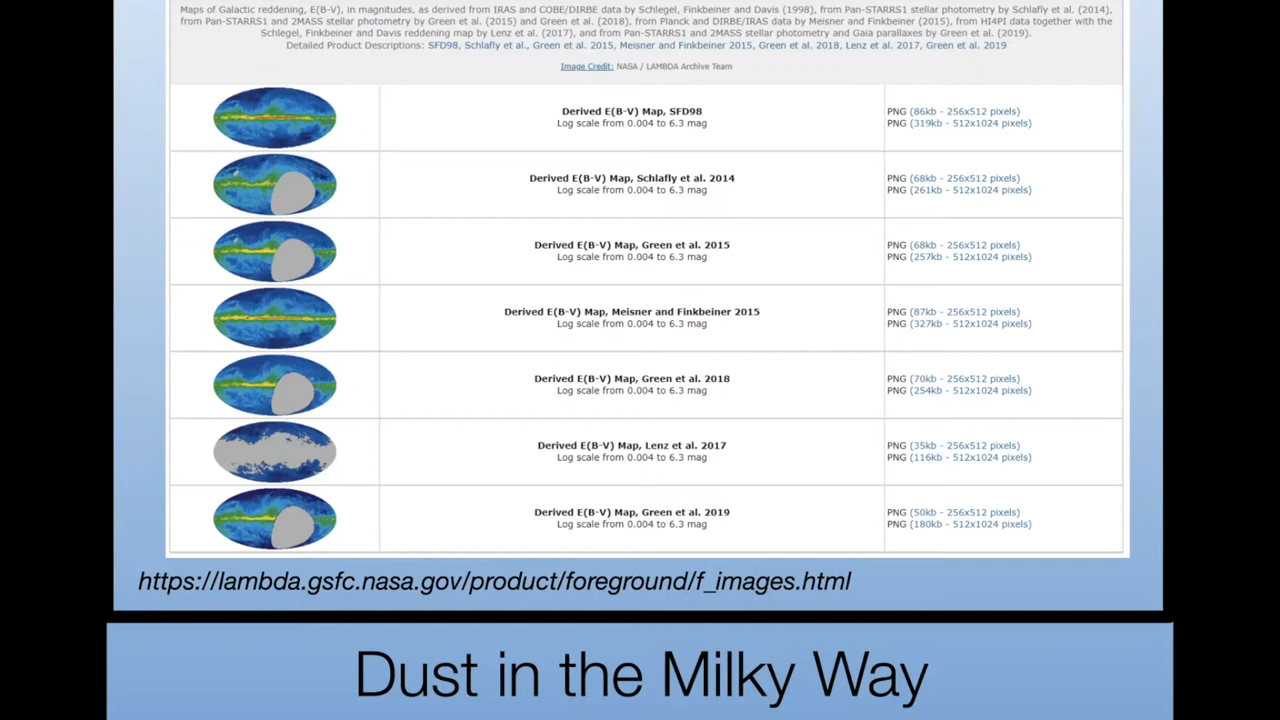 Maps of Galactic reddening, E(B-V), in magnitudes, as derived from IRAS and COBE/DIRBE data by Schlegel, Finkbeiner and Davis (1998), from Pan-STARRS1 stellar photometry by Schlafly et al. (2014),
from Pan-STARRS1 and 2MASS stellar photometry by Green et al. (2015) and Green et al. (2018), from Planck and DIRBE/IRAS data by Meisner and Finkbeiner (2015), from HI4PI data together with the
Schlegel, Finkbeiner and Davis reddening map by Lenz et al. (2017), and from Pan-STARRS1 and 2MASS stellar photometry and Gaia parallaxes by Green et al. (2019).
Detailed Product Descriptions: SFD98, Schlafly et al., Green et al. 2015, Meisner and Finkbeiner 2015, Green et al. 2018, Lenz et al. 2017, Green et al. 2019
Image Credit: NASA / LAMBDA Archive Team
Derived E(B-V) Map, SFD98
Log scale from 0.004 to 6.3 mag
PNG (86kb - 256x512 pixels)
PNG (319kb - 512x1024 pixels)
Derived E(B-V) Map, Schlafly et al. 2014
Log scale from 0.004 to 6.3 mag
PNG (68kb - 256x512 pixels)
PNG (261kb - 512x1024 pixels)
Derived E(B-V) Map, Green et al. 2015
Log scale from 0.004 to 6.3 mag
PNG (68kb - 256x512 pixels)
PNG (257kb - 512x1024 pixels)
Derived E(B-V) Map, Meisner and Finkbeiner 2015
Log scale from 0.004 to 6.3 mag
PNG (87kb - 256x512 pixels)
PNG (327kb - 512x1024 pixels)
Derived E(B-V) Map, Green et al. 2018
Log scale from 0.004 to 6.3 mag
PNG (70kb - 256x512 pixels)
PNG (254kb - 512x1024 pixels)
Derived E(B-V) Map, Lenz et al. 2017
Log scale from 0.004 to 6.3 mag
PNG (35kb - 256x512 pixels)
PNG (116kb - 512x1024 pixels)
Derived E(B-V) Map, Green et al. 2019
Log scale from 0.004 to 6.3 mag
PNG (50kb - 256x512 pixels)
PNG (180kb - 512x1024 pixels)
https://lambda.gsfc.nasa.gov/product/foreground/f_images.html
Dust in the Milky Way